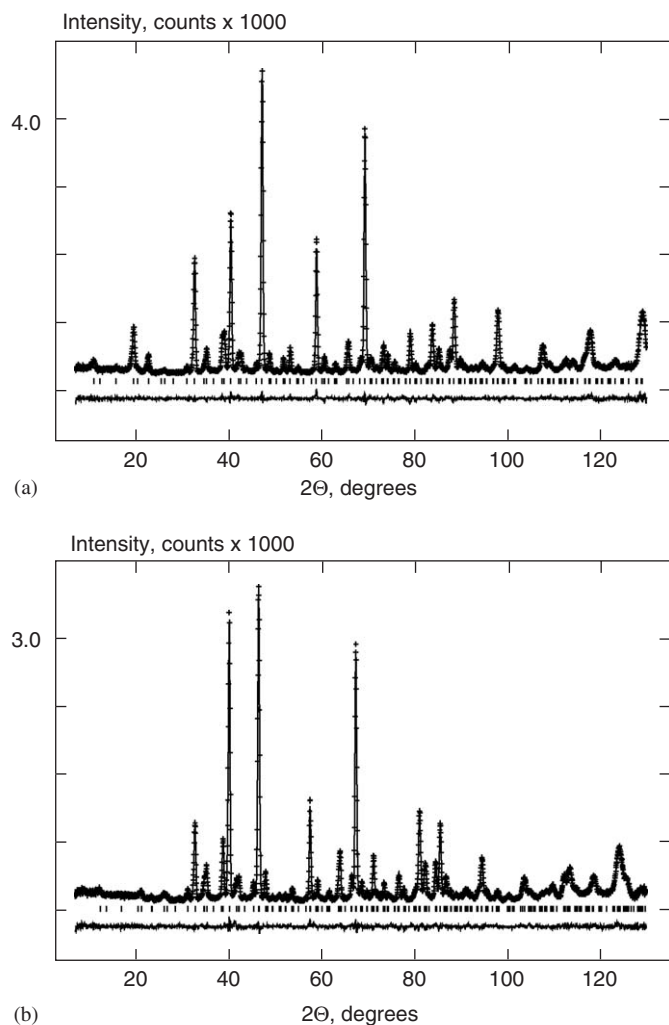 Intensity, counts x 1000
4.0
20 40 60 80 100 120
(a)
2Θ, degrees
Intensity, counts x 1000
3.0
20 40 60 80 100 120
(b)
2Θ, degrees